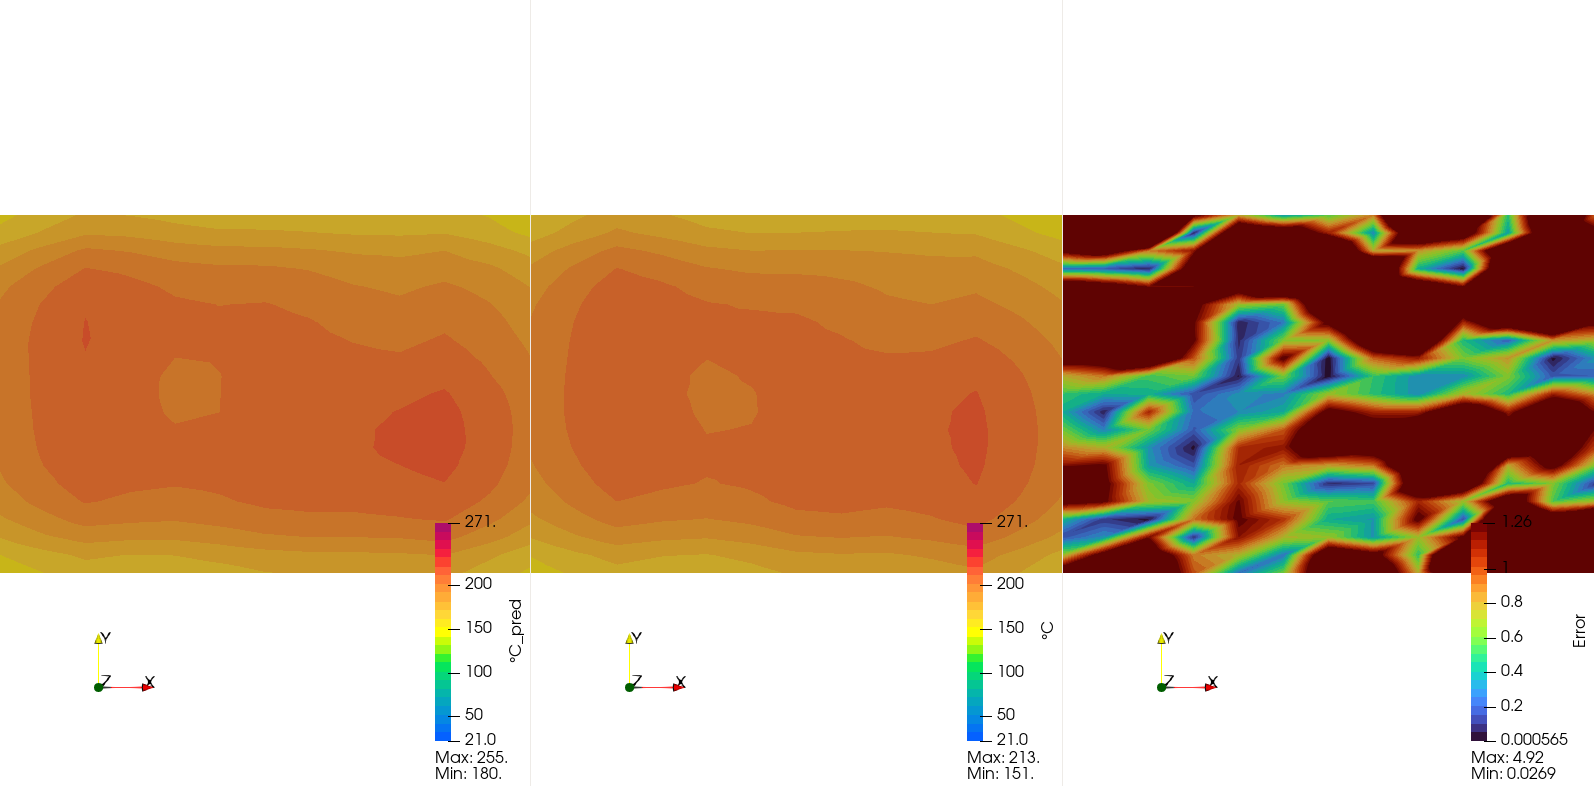 271.
200
150
100
50
21.0
°C_pred
Max: 255.
Min: 180.
Y
Z
X
271.
200
150
100
50
21.0
°C
Max: 213.
Min: 151.
Y
Z
X
1.26
1
0.8
0.6
0.4
0.2
0.000565
Error
Max: 4.92
Min: 0.0269
Y
Z
X